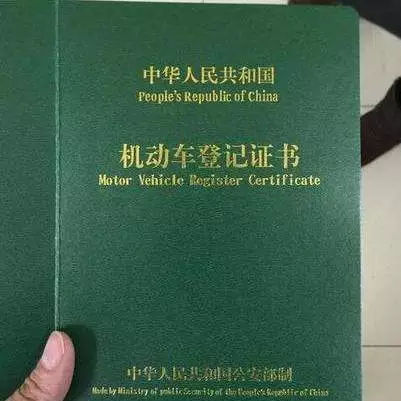 中华人民共和国
People's Republic of China
机动车登记证书
Motor Vehicle Register Certificate
中华人民共和国公安部制
Made by Ministry of public Security of the People's Republic of China